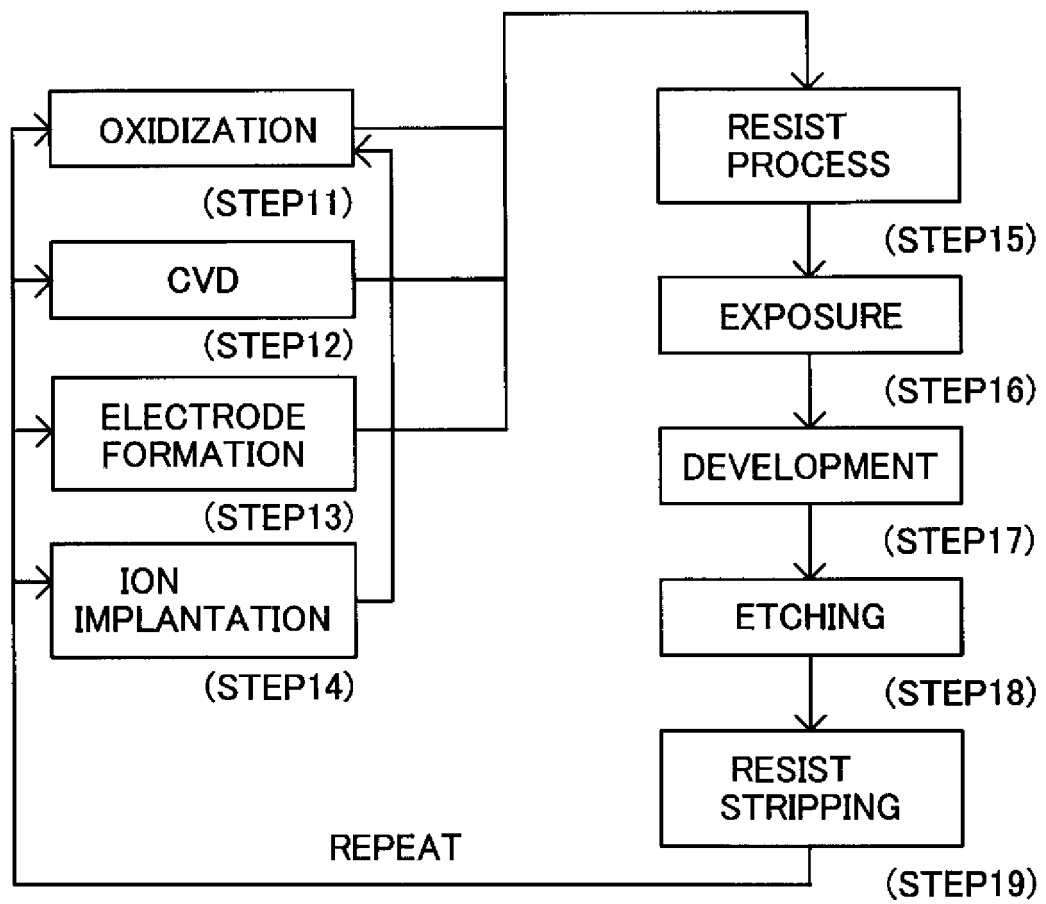 OXIDIZATION
(STEP11)
CVD
(STEP12)
ELECTRODE
FORMATION
(STEP13)
ION
IMPLANTATION
(STEP14)
RESIST
PROCESS
(STEP15)
EXPOSURE
(STEP16)
DEVELOPMENT
(STEP17)
ETCHING
(STEP18)
RESIST
STRIPPING
(STEP19)
REPEAT